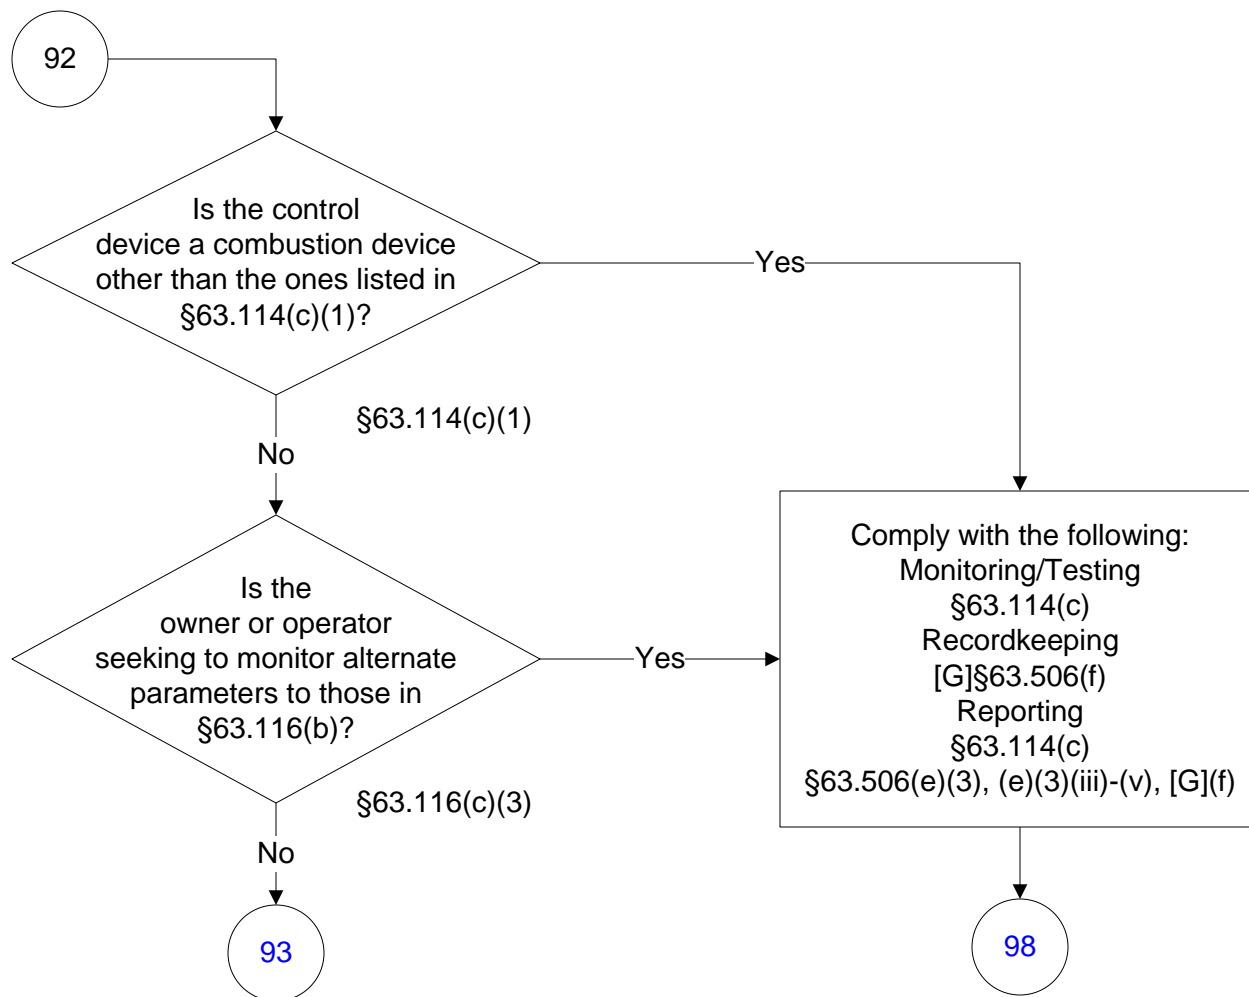 92
Is the control
device a combustion device
other than the ones listed in
§63.114(c)(1)?
Yes
§63.114(c)(1)
No
Is the
owner or operator
seeking to monitor alternate
parameters to those in
§63.116(b)?
Yes
Comply with the following:
Monitoring/Testing
§63.114(c)
Recordkeeping
[G]§63.506(f)
Reporting
§63.114(c)
§63.506(e)(3), (e)(3)(iii)-(v), [G](f)
§63.116(c)(3)
No
93
98